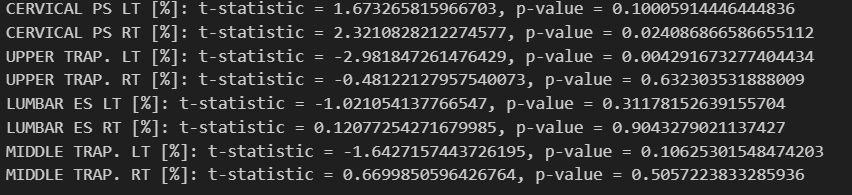 CERVICAL PS LT [%]: t-statistic = 1.673265815966703, p-value = 0.10005914446444836
CERVICAL PS RT [%]: t-statistic = 2.3210828212274577, p-value = 0.024086866586655112
UPPER TRAP. LT [%]: t-statistic = -2.981847261476429, p-value = 0.004291673277404434
UPPER TRAP. RT [%]: t-statistic = -0.48122127957540073, p-value = 0.632303531888009
LUMBAR ES LT [%]: t-statistic = -1.021054137766547, p-value = 0.31178152639155704
LUMBAR ES RT [%]: t-statistic = 0.12077254271679985, p-value = 0.9043279021137427
MIDDLE TRAP. LT [%]: t-statistic = -1.6427157443726195, p-value = 0.10625301548474203
MIDDLE TRAP. RT [%]: t-statistic = 0.6699850596426764, p-value = 0.5057223833285936